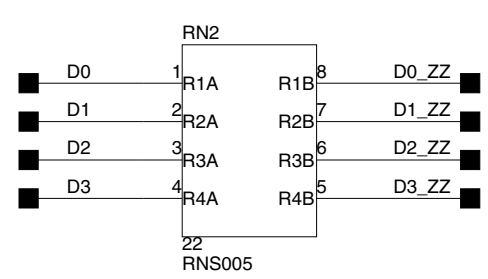 RN2
D0 1 R1A R1B 8 D0_ZZ
D1 2 R2A R2B 7 D1_ZZ
D2 3 R3A R3B 6 D2_ZZ
D3 4 R4A R4B 5 D3_ZZ
22
RNS005